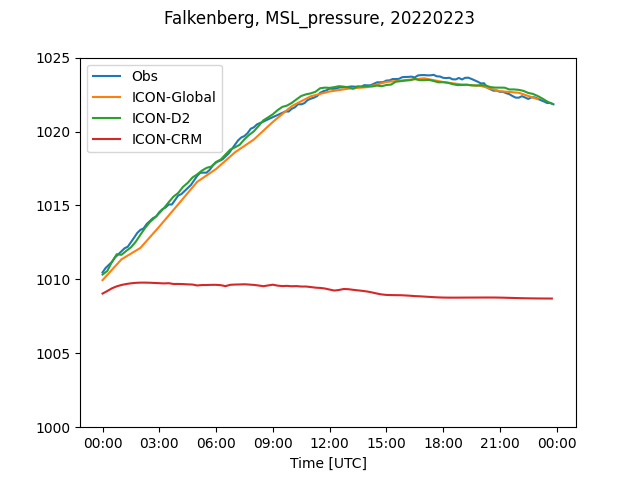 Falkenberg, MSL_pressure, 20220223
1025
1020
1015
1010
1005
1000
Obs
ICON-Global
ICON-D2
ICON-CRM
00:00 03:00 06:00 09:00 12:00 15:00 18:00 21:00 00:00
Time [UTC]